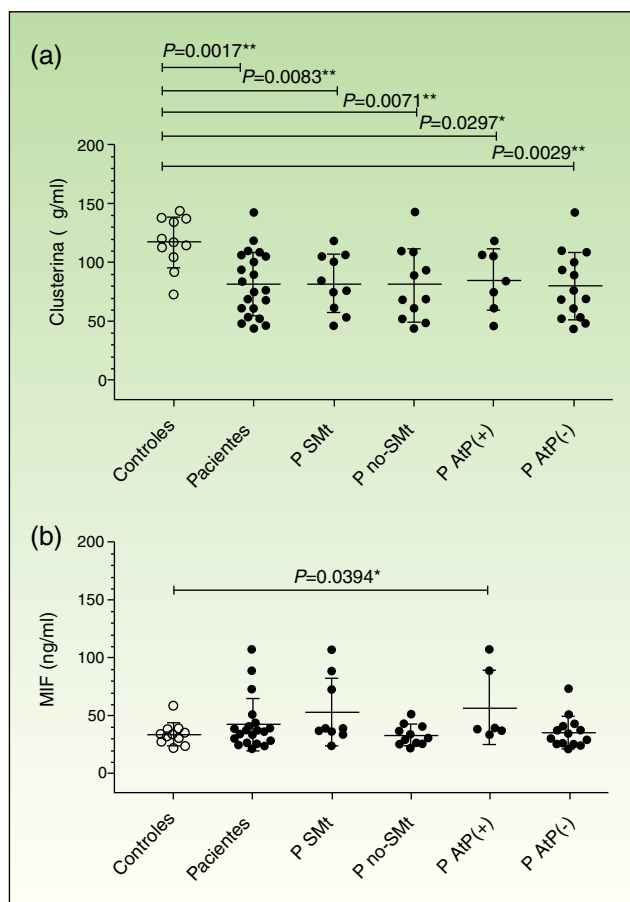 (a)
P=0.0017**
P=0.0083**
P=0.0071**
P=0.0297*
P=0.0029**
Clusterina ( g/ml)
200
150
100
50
0
Controles
Pacientes
P SMt
P no-SMt
P AtP(+)
P AtP(-)
(b)
P=0.0394*
MIF (ng/ml)
200
150
100
50
0
Controles
Pacientes
P SMt
P no-SMt
P AtP(+)
P AtP(-)